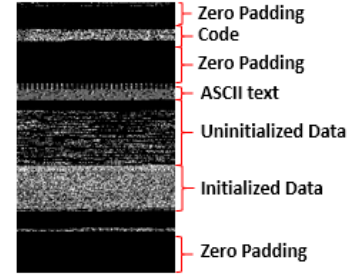 Zero Padding
Code
Zero Padding
ASCII text
Uninitialized Data
Initialized Data
Zero Padding